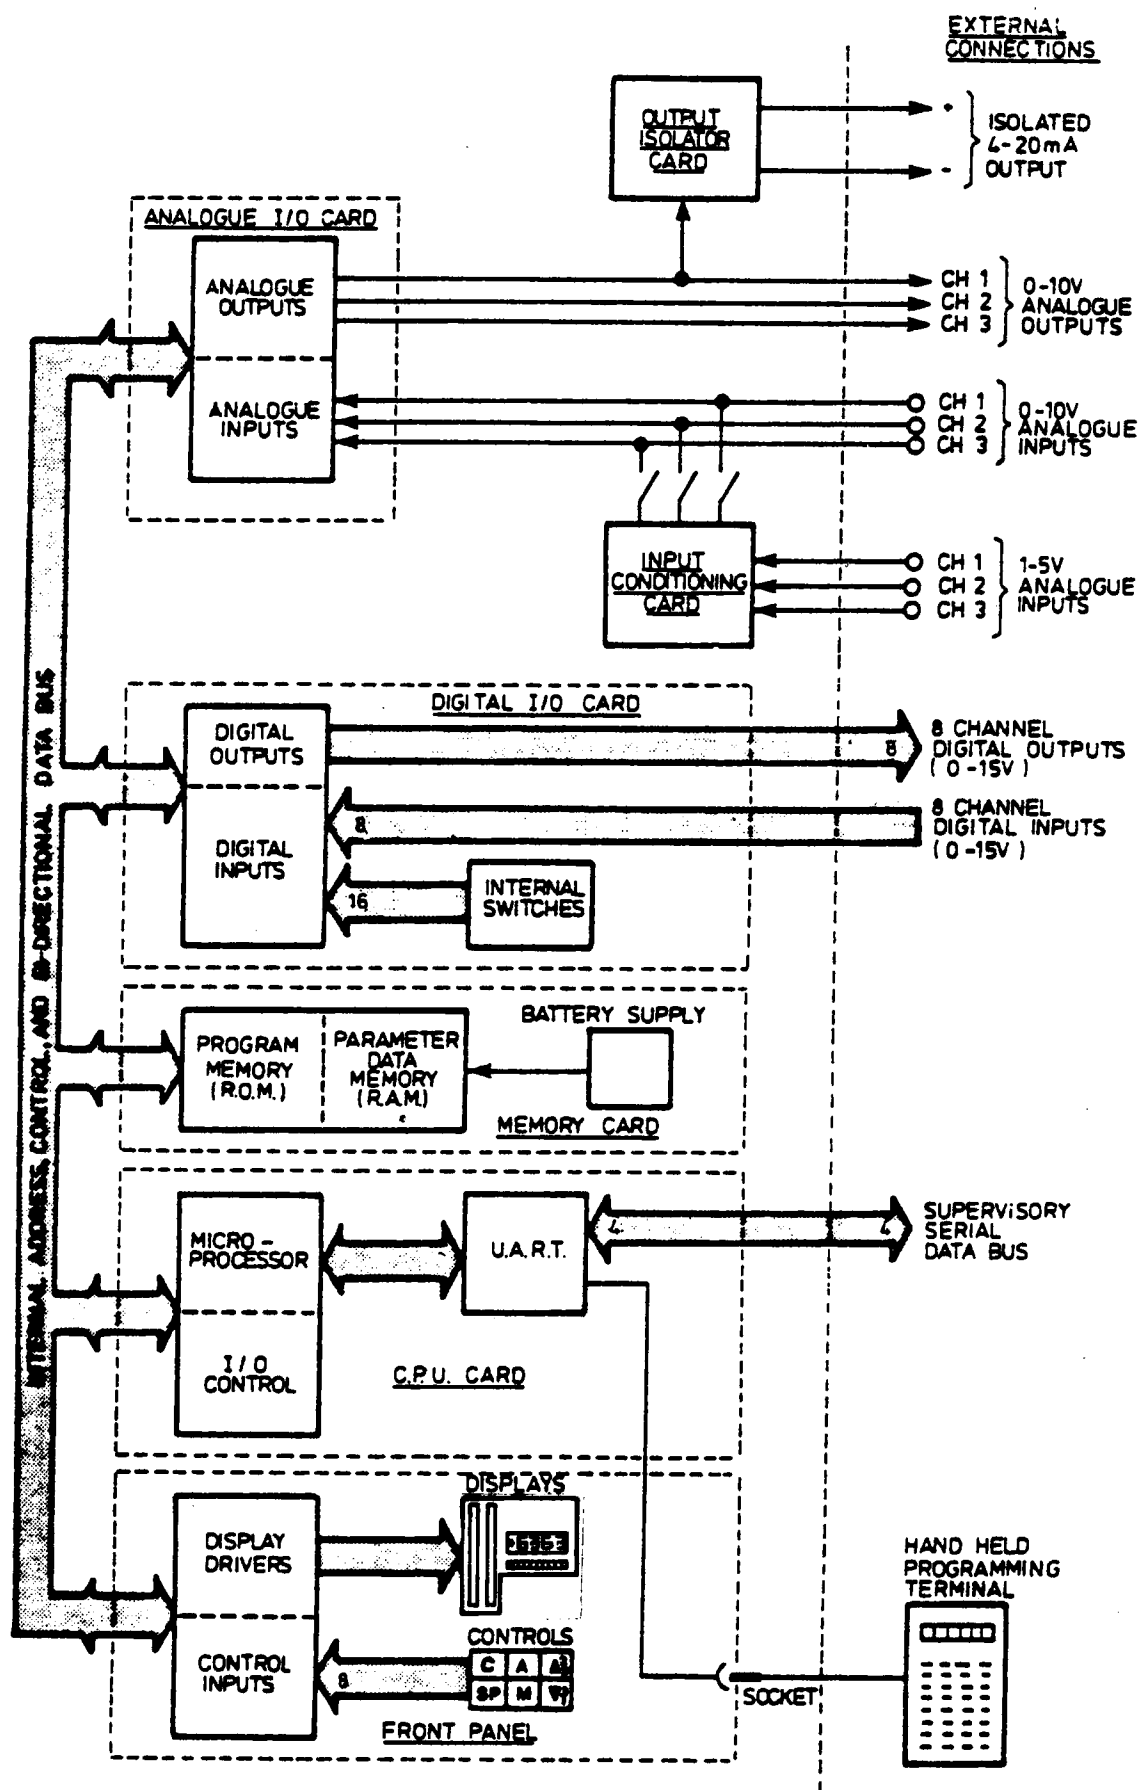 EXTERNAL
CONNECTIONS
OUTPUT
ISOLATOR
CARD
+
-
ISOLATED
4-20mA
OUTPUT
ANALOGUE I/O CARD
ANALOGUE
OUTPUTS
CH 1
CH 2
CH 3
0-10V
ANALOGUE
OUTPUTS
ANALOGUE
INPUTS
CH 1
CH 2
CH 3
0-10V
ANALOGUE
INPUTS
INPUT
CONDITIONING
CARD
CH 1
CH 2
CH 3
1-5V
ANALOGUE
INPUTS
INTERNAL ADDRESS, CONTROL, AND BI-DIRECTIONAL DATA BUS
DIGITAL I/O CARD
DIGITAL
OUTPUTS
8
8 CHANNEL
DIGITAL OUTPUTS
(0-15V)
DIGITAL
INPUTS
8
8 CHANNEL
DIGITAL INPUTS
(0-15V)
16
INTERNAL
SWITCHES
PROGRAM
MEMORY
(R.O.M.)
PARAMETER
DATA
MEMORY
(R.A.M.)
BATTERY SUPPLY
MEMORY CARD
MICRO-
PROCESSOR
I/O
CONTROL
U.A.R.T.
4
4
SUPERVISORY
SERIAL
DATA BUS
C.P.U. CARD
DISPLAY
DRIVERS
DISPLAYS
CONTROL
INPUTS
8
CONTROLS
C A
SP M
FRONT PANEL
SOCKET
HAND HELD
PROGRAMMING
TERMINAL